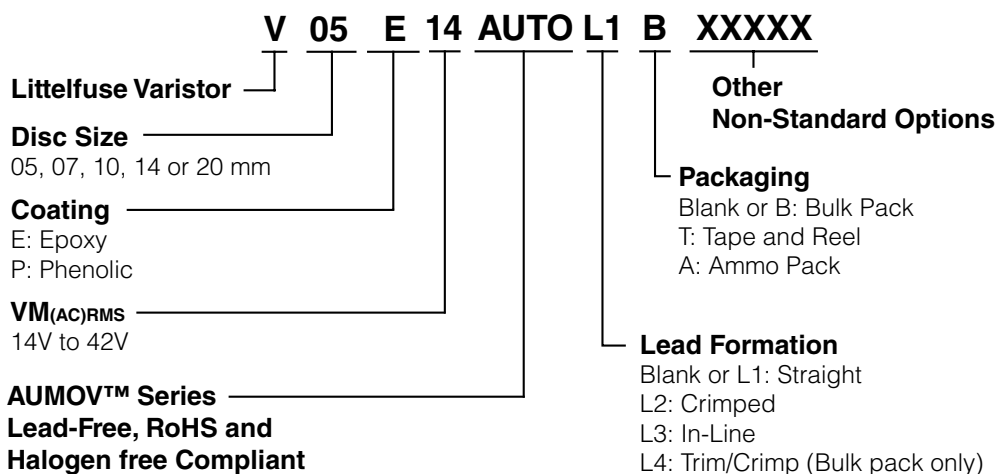 V 05 E 14 AUTO L1 B XXXXX
Littelfuse Varistor
Disc Size
05, 07, 10, 14 or 20 mm
Coating
E: Epoxy
P: Phenolic
VM(AC)RMS
14V to 42V
AUMOV™ Series
Lead-Free, RoHS and
Halogen free Compliant
Other
Non-Standard Options
Packaging
Blank or B: Bulk Pack
T: Tape and Reel
A: Ammo Pack
Lead Formation
Blank or L1: Straight
L2: Crimped
L3: In-Line
L4: Trim/Crimp (Bulk pack only)